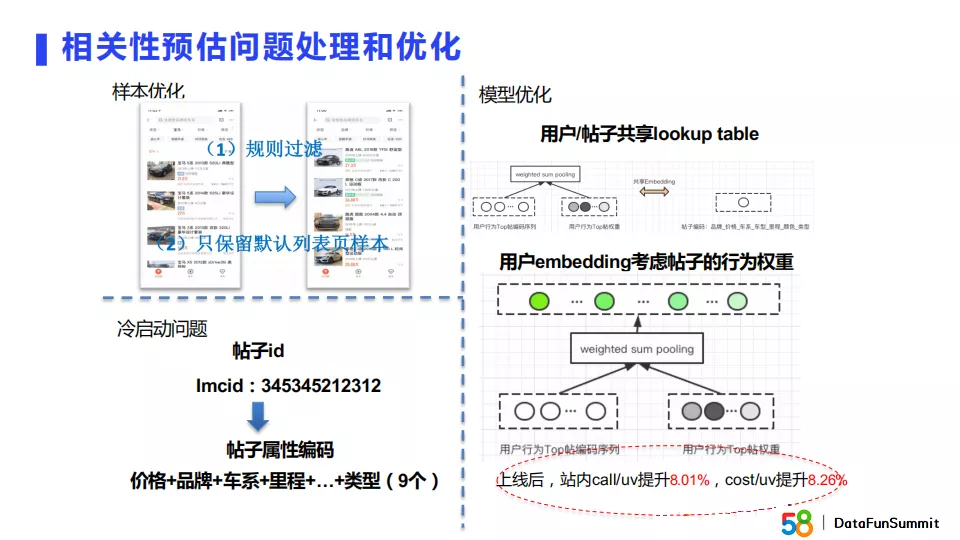 相关性预估问题处理和优化
样本优化
（1）规则过滤
（2）只保留默认列表页样本
冷启动问题
帖子id
Imcid：345345212312
帖子属性编码
价格+品牌+车系+里程+…+类型（9个）
模型优化
用户/帖子共享lookup table
weighted sum pooling
共享Embedding
用户行为Top帖编码序列
用户行为Top帖权重
帖子编码：品牌_价格_车系_车型_里程_颜色_类型
用户embedding考虑帖子的行为权重
weighted sum pooling
用户行为Top帖编码序列
用户行为Top帖权重
上线后，站内call/uv提升8.01%，cost/uv提升8.26%
58 | DataFunSummit